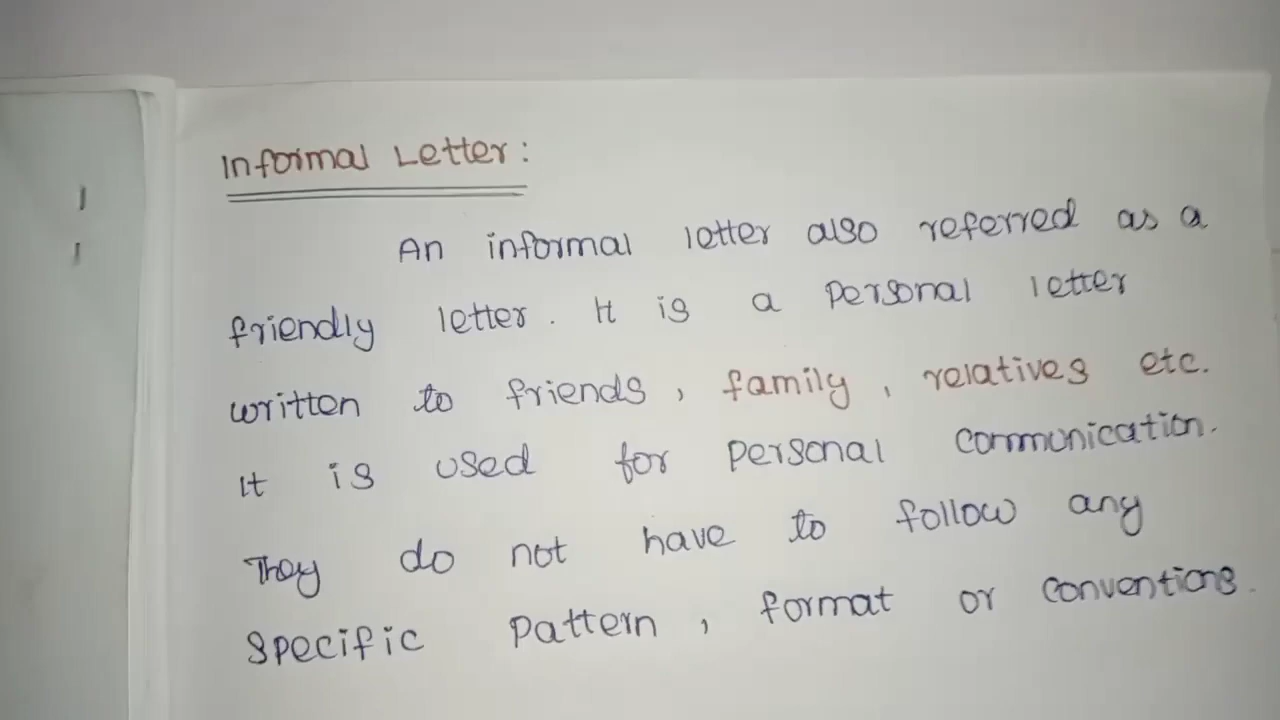 Informal Letter:
An informal letter also referred as a
friendly letter. It is a personal letter
written to friends, family, relatives etc.
It is used for personal communication.
They do not have to follow any
specific pattern, format or conventions.